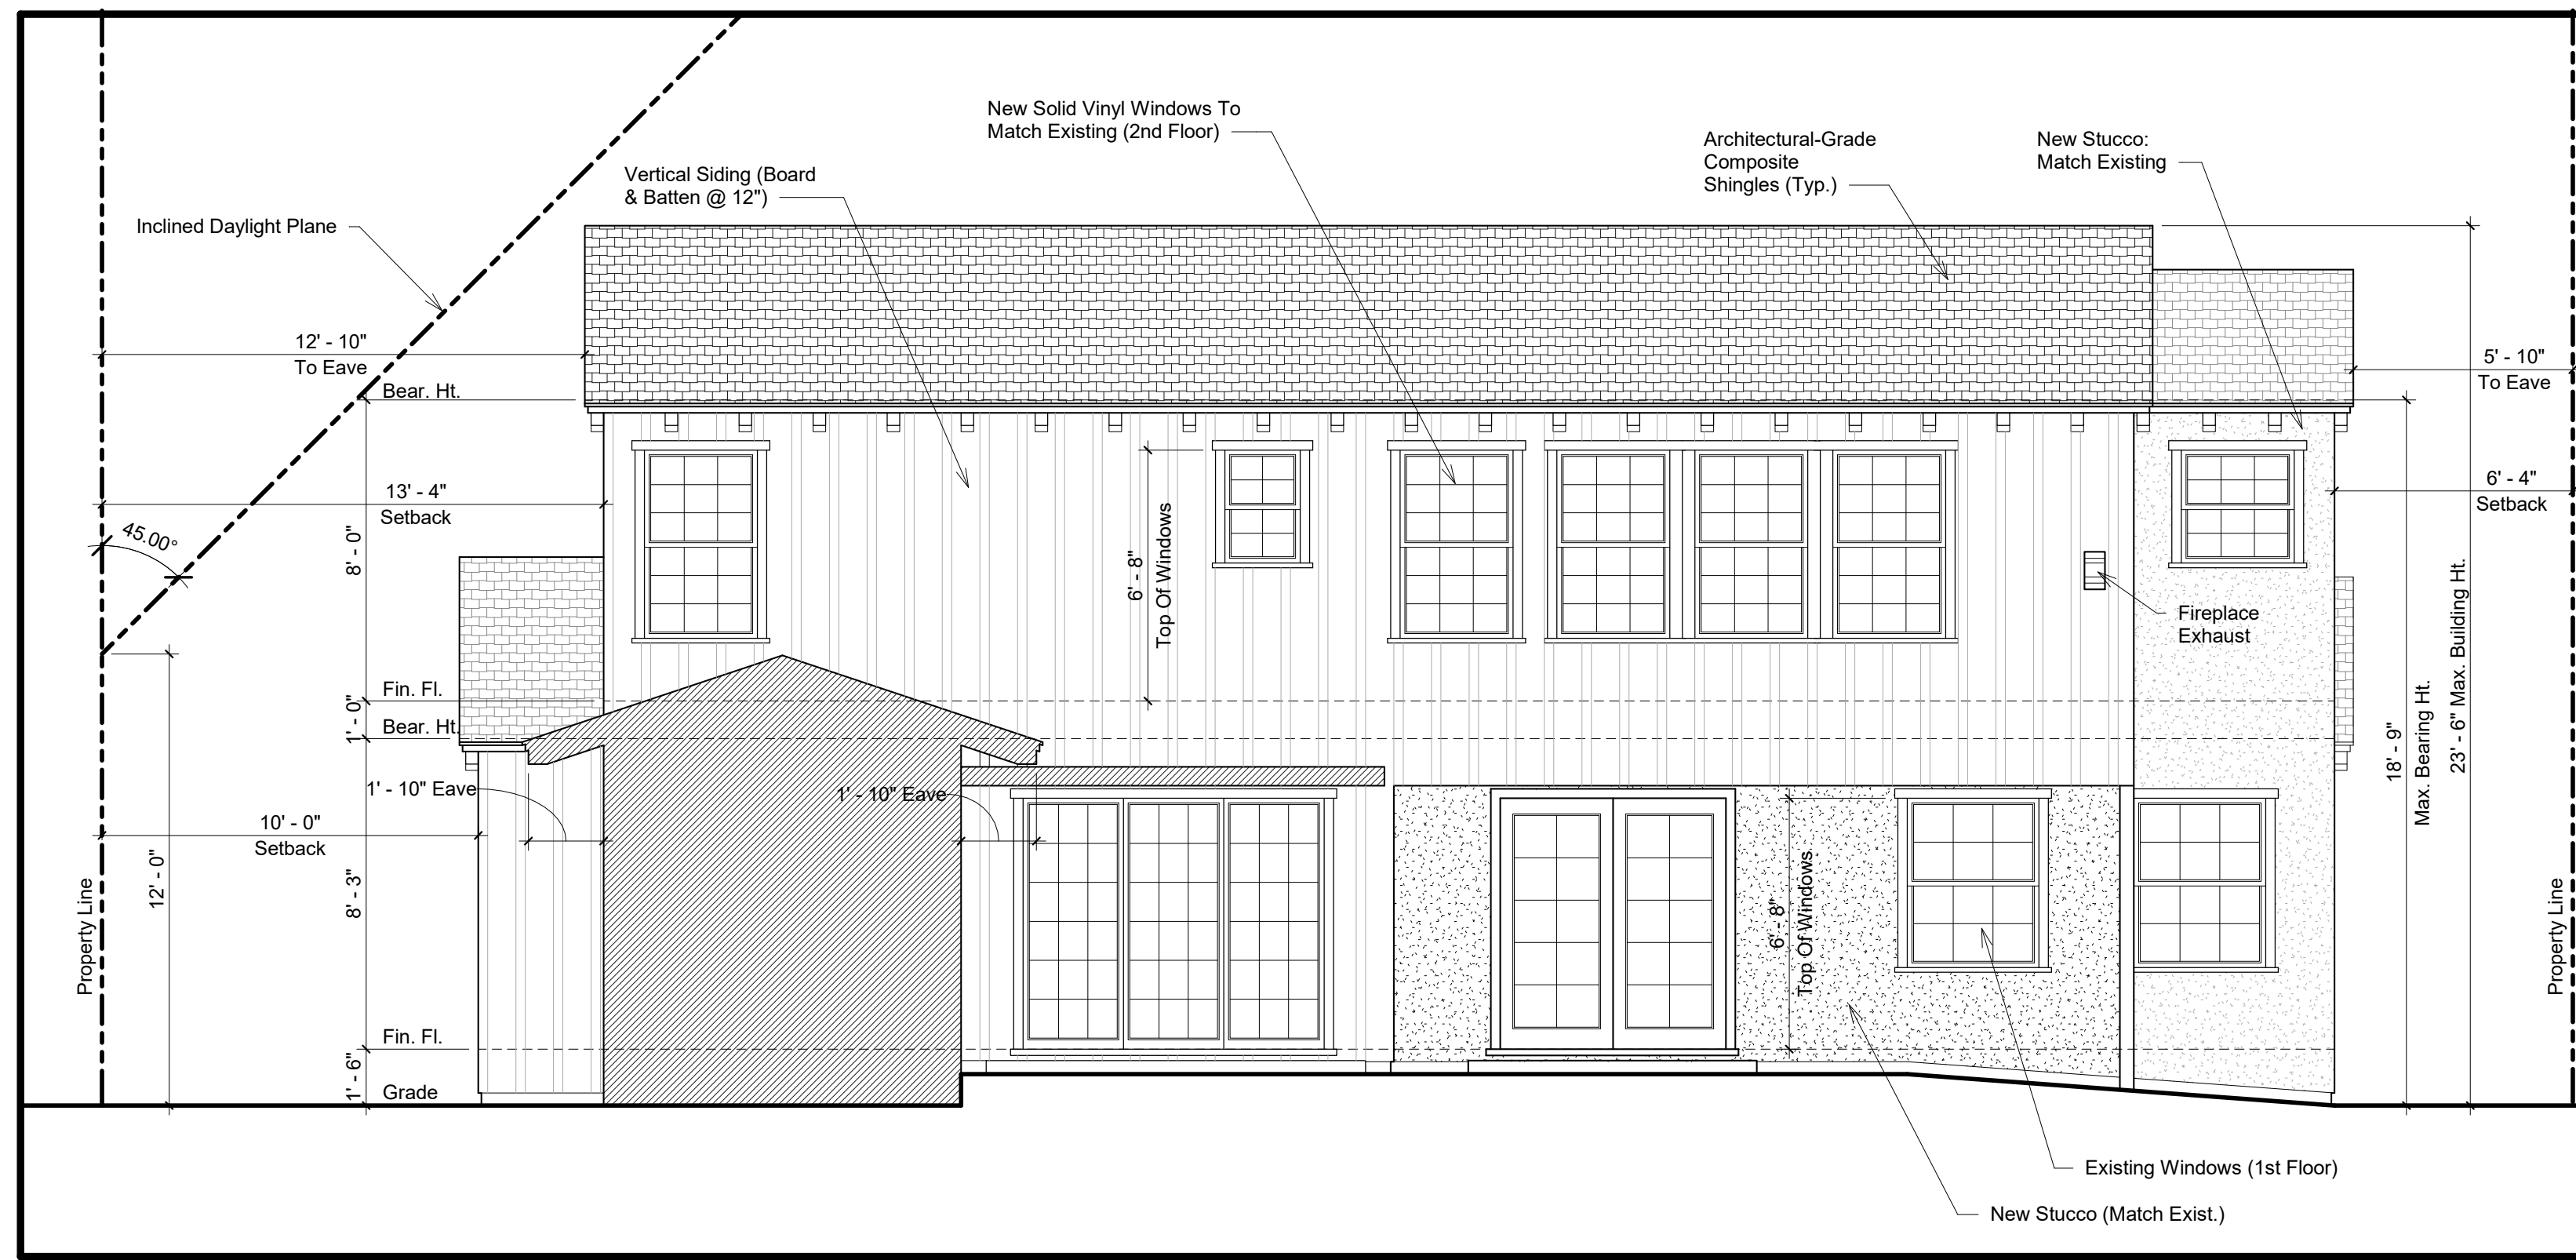 New Solid Vinyl Windows To
Match Existing (2nd Floor)
Architectural-Grade
Composite
Shingles (Typ.)
New Stucco:
Match Existing
Vertical Siding (Board
& Batten @ 12")
Inclined Daylight Plane
12' - 10"
To Eave
Bear. Ht.
5' - 10"
To Eave
13' - 4"
Setback
6' - 4"
Setback
45.00°
8' - 0"
6' - 8"
Top Of Windows
Fireplace
Exhaust
Fin. Fl.
1' - 0"
Bear. Ht.
18' - 9"
Max. Bearing Ht.
23' - 6" Max. Building Ht.
1' - 10" Eave
1' - 10" Eave
10' - 0"
Setback
12' - 0"
8' - 3"
6' - 8"
Top Of Windows
Property Line
Property Line
Fin. Fl.
1' - 6"
Grade
Existing Windows (1st Floor)
New Stucco (Match Exist.)